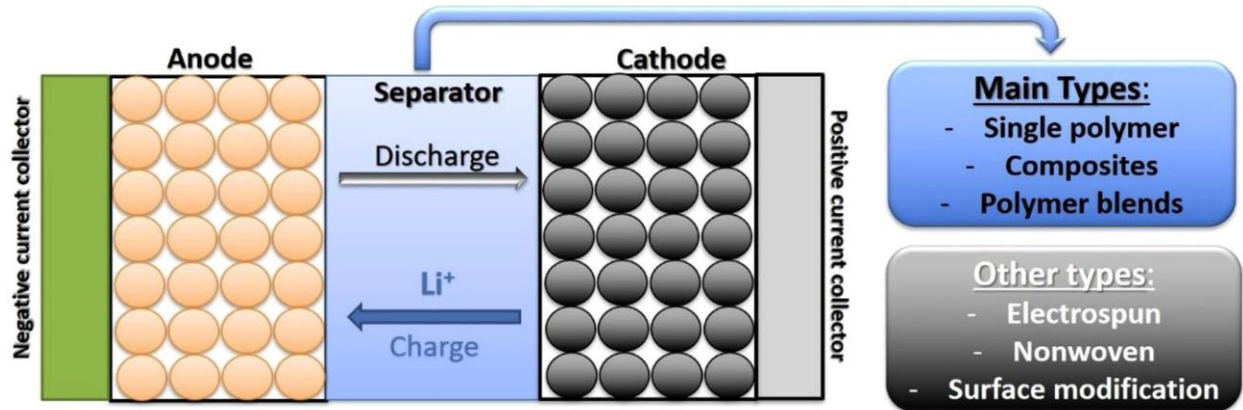 Negative current collector
Anode
Separator
Discharge
Li⁺
Charge
Cathode
Positive current collector
Main Types:
- Single polymer
- Composites
- Polymer blends
Other types:
- Electrospun
- Nonwoven
- Surface modification